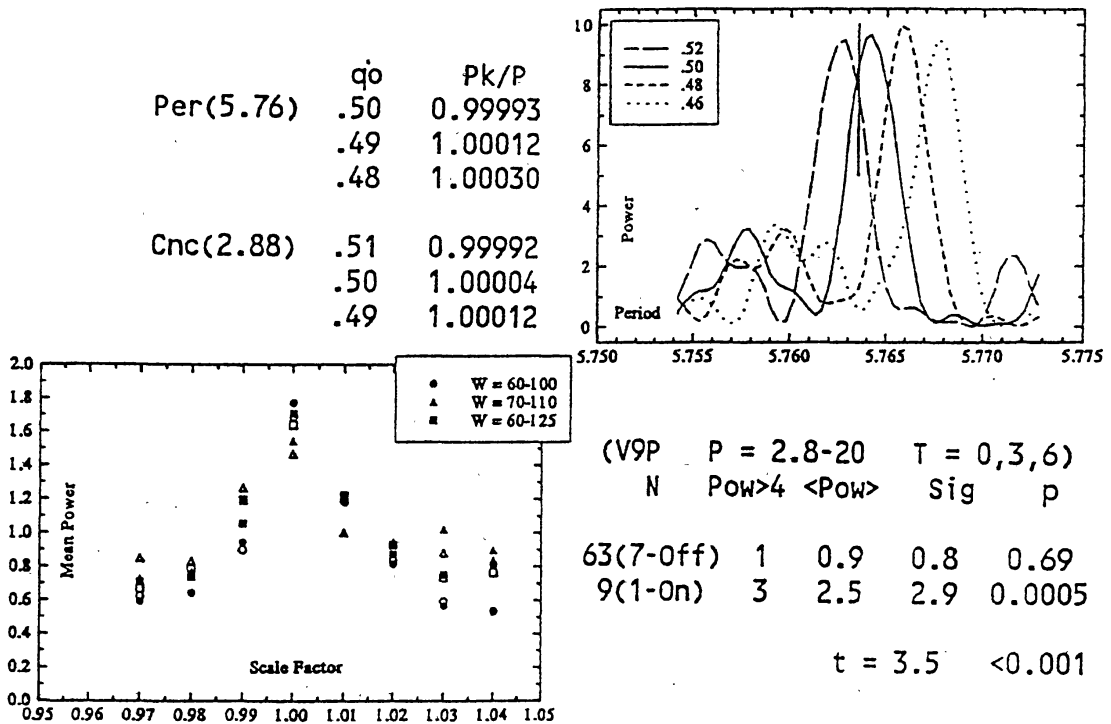 qo Pk/P
Per(5.76) .50 0.99993
.49 1.00012
.48 1.00030
Cnc(2.88) .51 0.99992
.50 1.00004
.49 1.00012
10
8
6
4
2
0
Power
Period
.52
.50
.48
.46
5.750 5.755 5.760 5.765 5.770 5.775
2.0
1.8
1.6
1.4
1.2
1.0
0.8
0.6
0.4
0.2
0.0
Mean Power
W = 60-100
W = 70-110
W = 60-125
Scale Factor
0.95 0.96 0.97 0.98 0.99 1.00 1.01 1.02 1.03 1.04 1.05
(V9P P = 2.8-20 T = 0,3,6)
N Pow>4 <Pow> Sig p
63(7-Off) 1 0.9 0.8 0.69
9(1-On) 3 2.5 2.9 0.0005
t = 3.5 <0.001